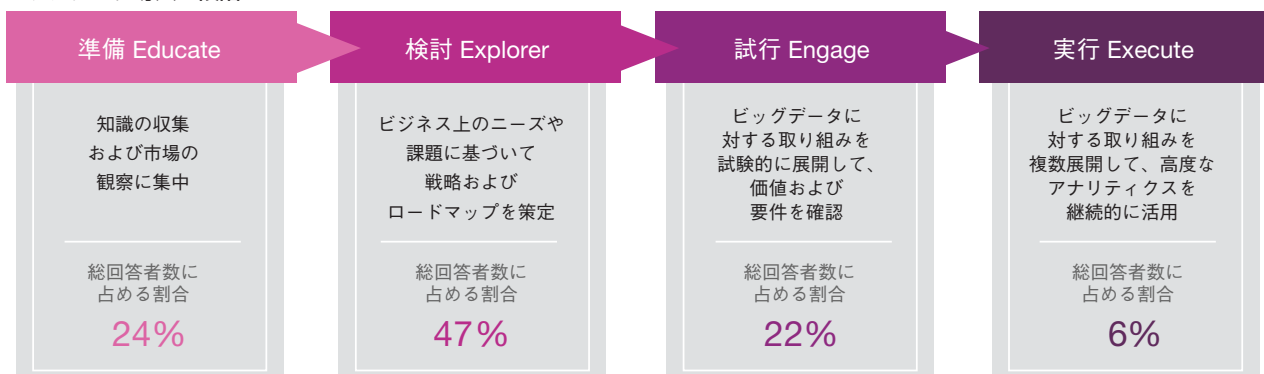 準備 Educate
知識の収集
および市場の
観察に集中
総回答者数に
占める割合
24%
検討 Explorer
ビジネス上のニーズや
課題に基づいて
戦略および
ロードマップを策定
総回答者数に
占める割合
47%
試行 Engage
ビッグデータに
対する取り組みを
試験的に展開して、
価値および
要件を確認
総回答者数に
占める割合
22%
実行 Execute
ビッグデータに
対する取り組みを
複数展開して、高度な
アナリティクスを
継続的に活用
総回答者数に
占める割合
6%